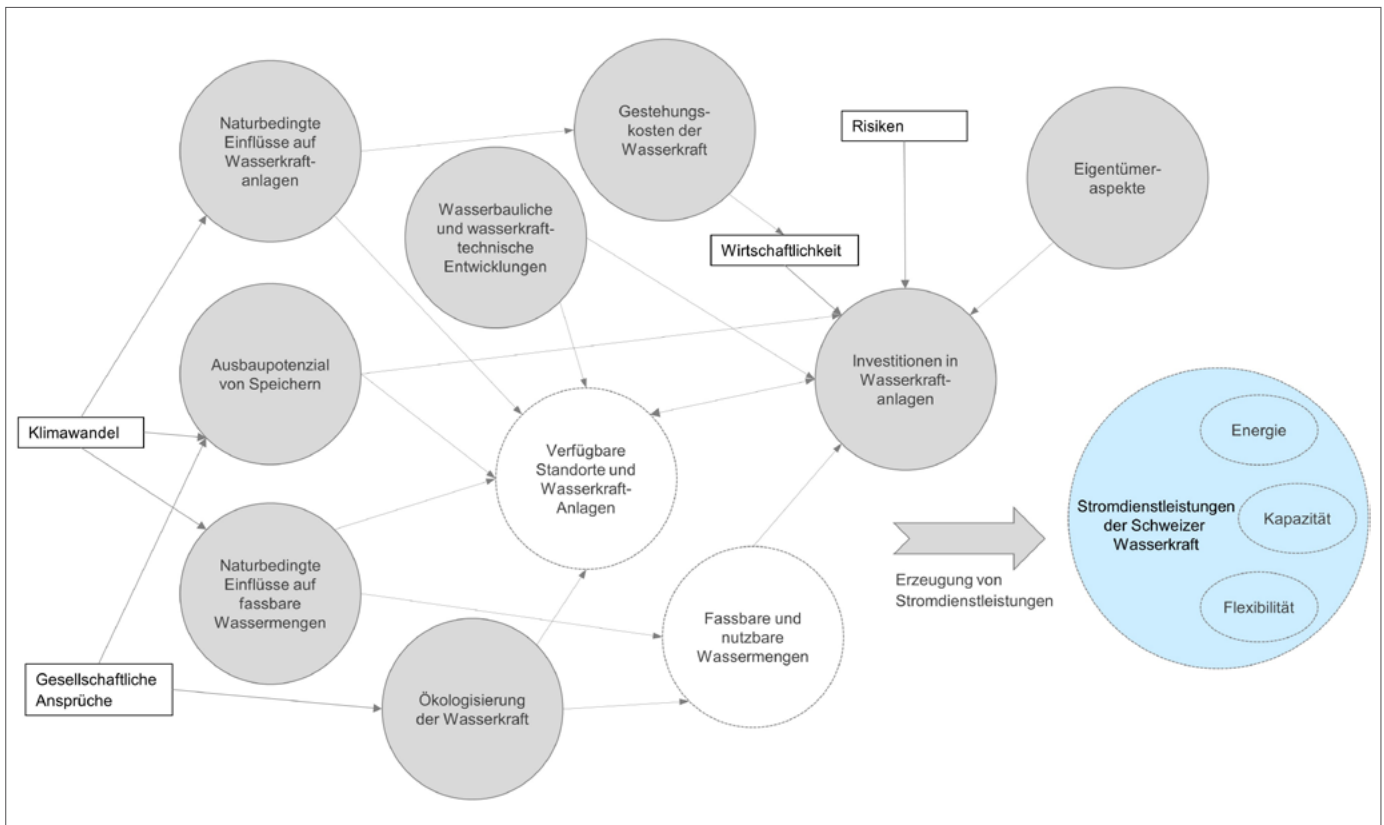 Naturbedingte
Einflüsse auf
Wasserkraft-
anlagen
Gestehungs-
kosten der
Wasserkraft
Risiken
Eigentümer-
aspekte
Wasserbauliche
und wasserkraft-
technische
Entwicklungen
Wirtschaftlichkeit
Ausbaupotenzial
von Speichern
Investitionen in
Wasserkraft-
anlagen
Klimawandel
Verfügbare
Standorte und
Wasserkraft-
Anlagen
Energie
Stromdienstleistungen
der Schweizer
Wasserkraft
Kapazität
Flexibilität
Naturbedingte
Einflüsse auf
fassbare
Wassermengen
Erzeugung von
Stromdienstleistungen
Fassbare und
nutzbare
Wassermengen
Gesellschaftliche
Ansprüche
Ökologisierung
der Wasserkraft